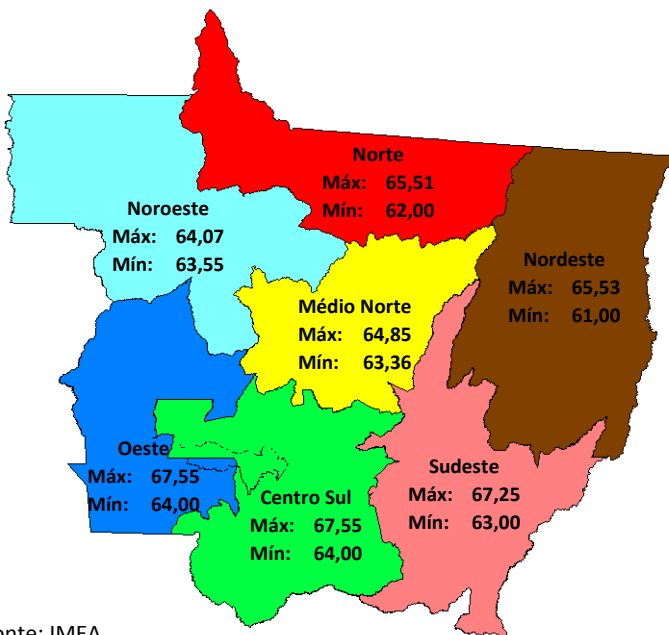 Norte
Máx: 65,51
Mín: 62,00
Noroeste
Máx: 64,07
Mín: 63,55
Nordeste
Máx: 65,53
Mín: 61,00
Médio Norte
Máx: 64,85
Mín: 63,36
Oeste
Máx: 67,55
Mín: 64,00
Centro Sul
Máx: 67,55
Mín: 64,00
Sudeste
Máx: 67,25
Mín: 63,00
onte: IMEA